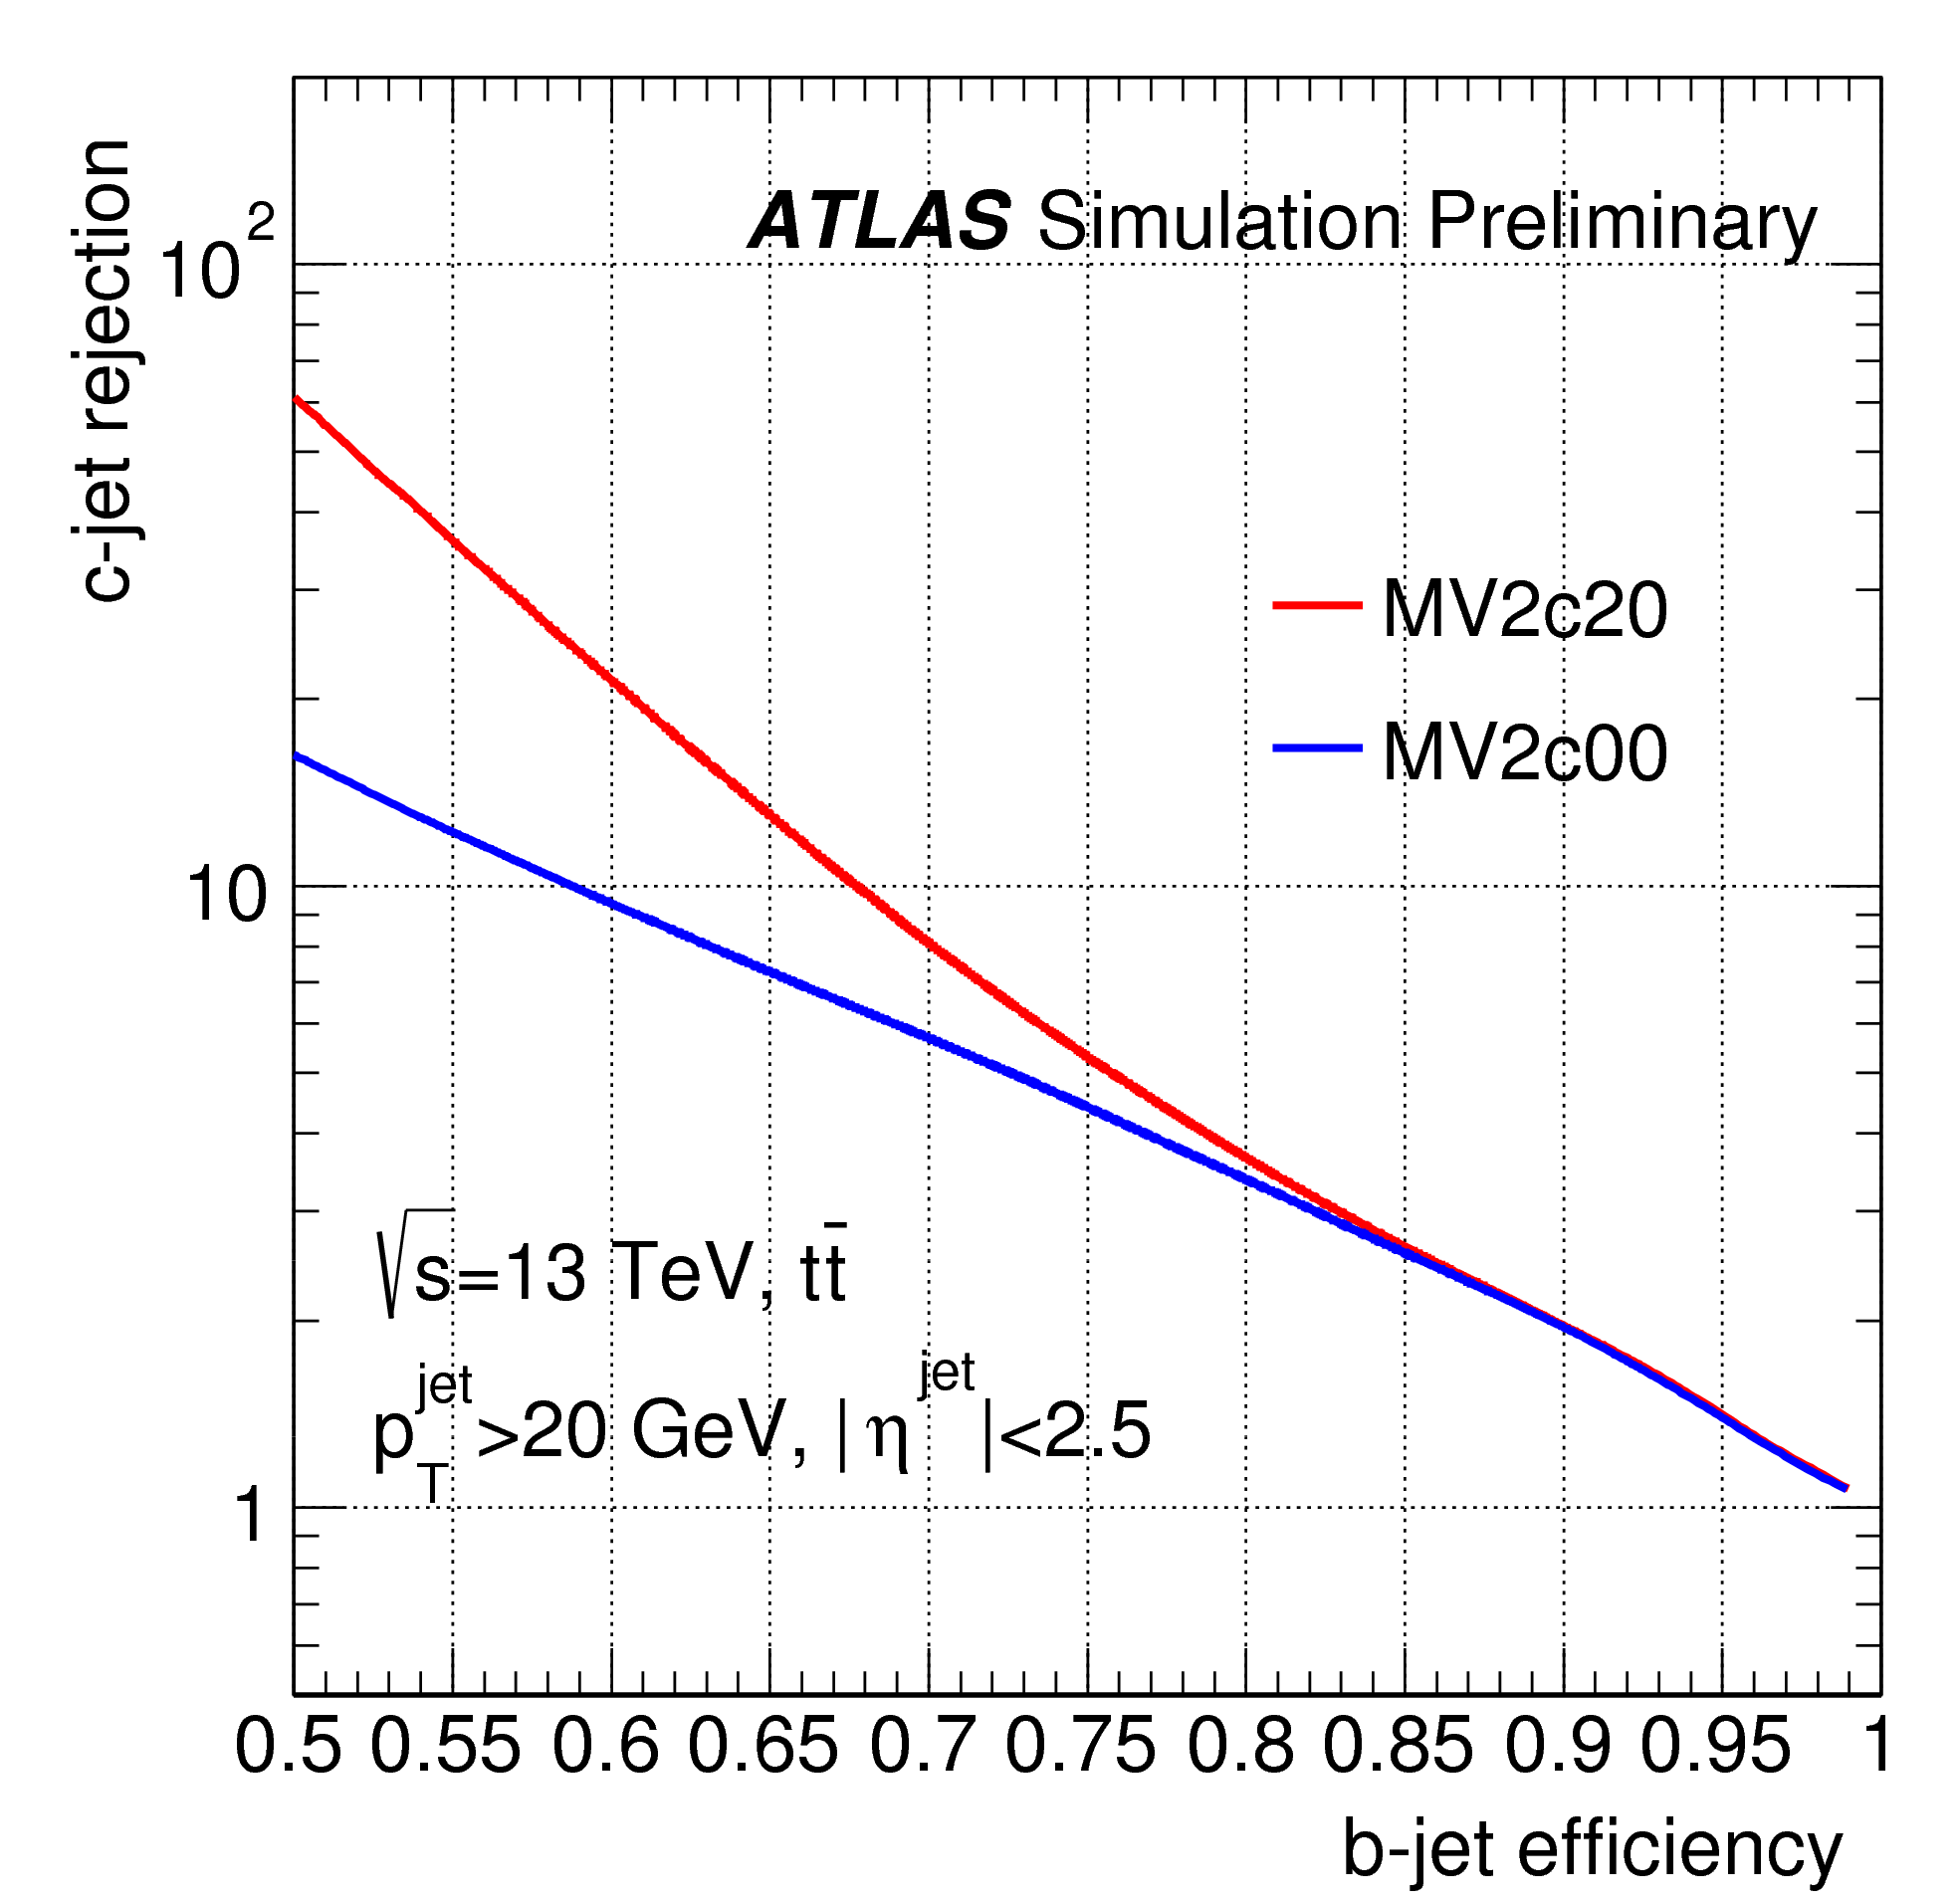 c-jet rejection
10²
10
1
ATLAS Simulation Preliminary
MV2c20
MV2c00
√s=13 TeV, tt̄
p_T^jet>20 GeV, |η^jet|<2.5
0.5 0.55 0.6 0.65 0.7 0.75 0.8 0.85 0.9 0.95 1
b-jet efficiency